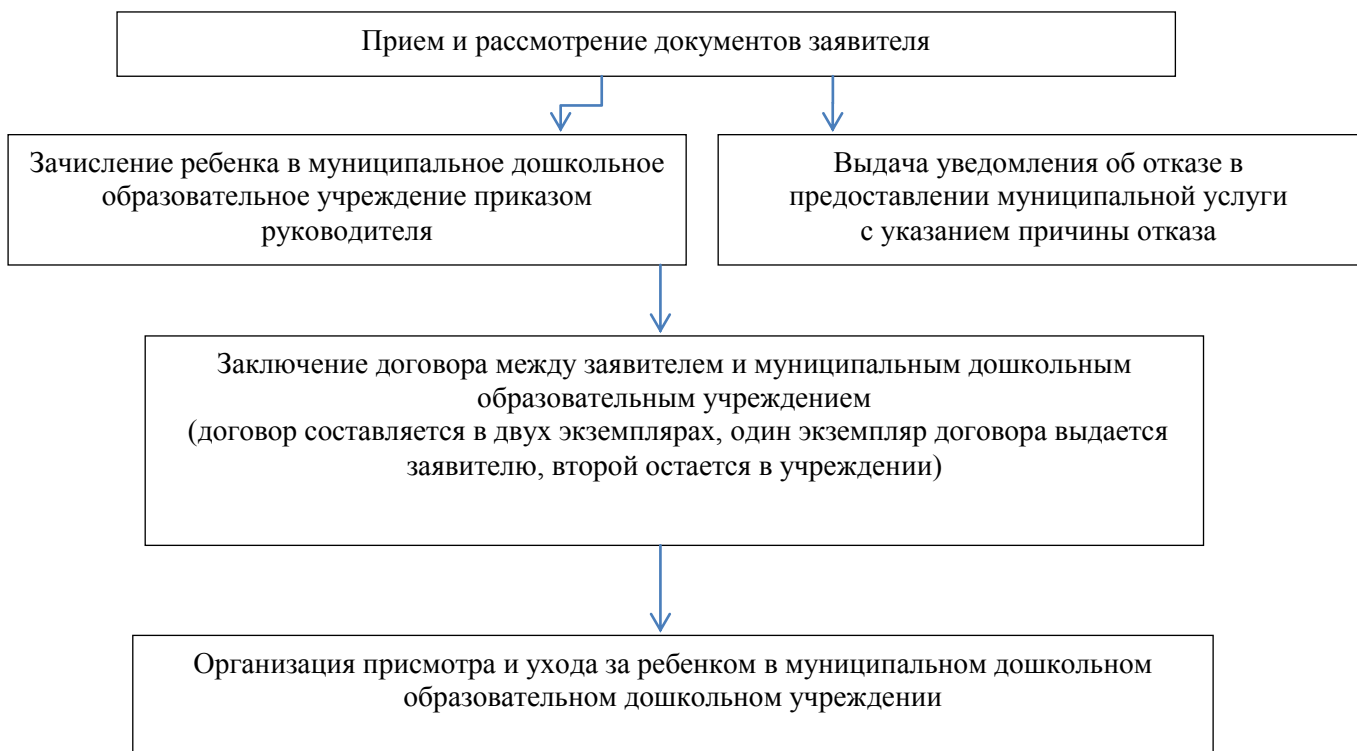 Прием и рассмотрение документов заявителя
Зачисление ребенка в муниципальное дошкольное
образовательное учреждение приказом
руководителя
Выдача уведомления об отказе в
предоставлении муниципальной услуги
с указанием причины отказа
Заключение договора между заявителем и муниципальным дошкольным
образовательным учреждением
(договор составляется в двух экземплярах, один экземпляр договора выдается
заявителю, второй остается в учреждении)
Организация присмотра и ухода за ребенком в муниципальном дошкольном
образовательном дошкольном учреждении